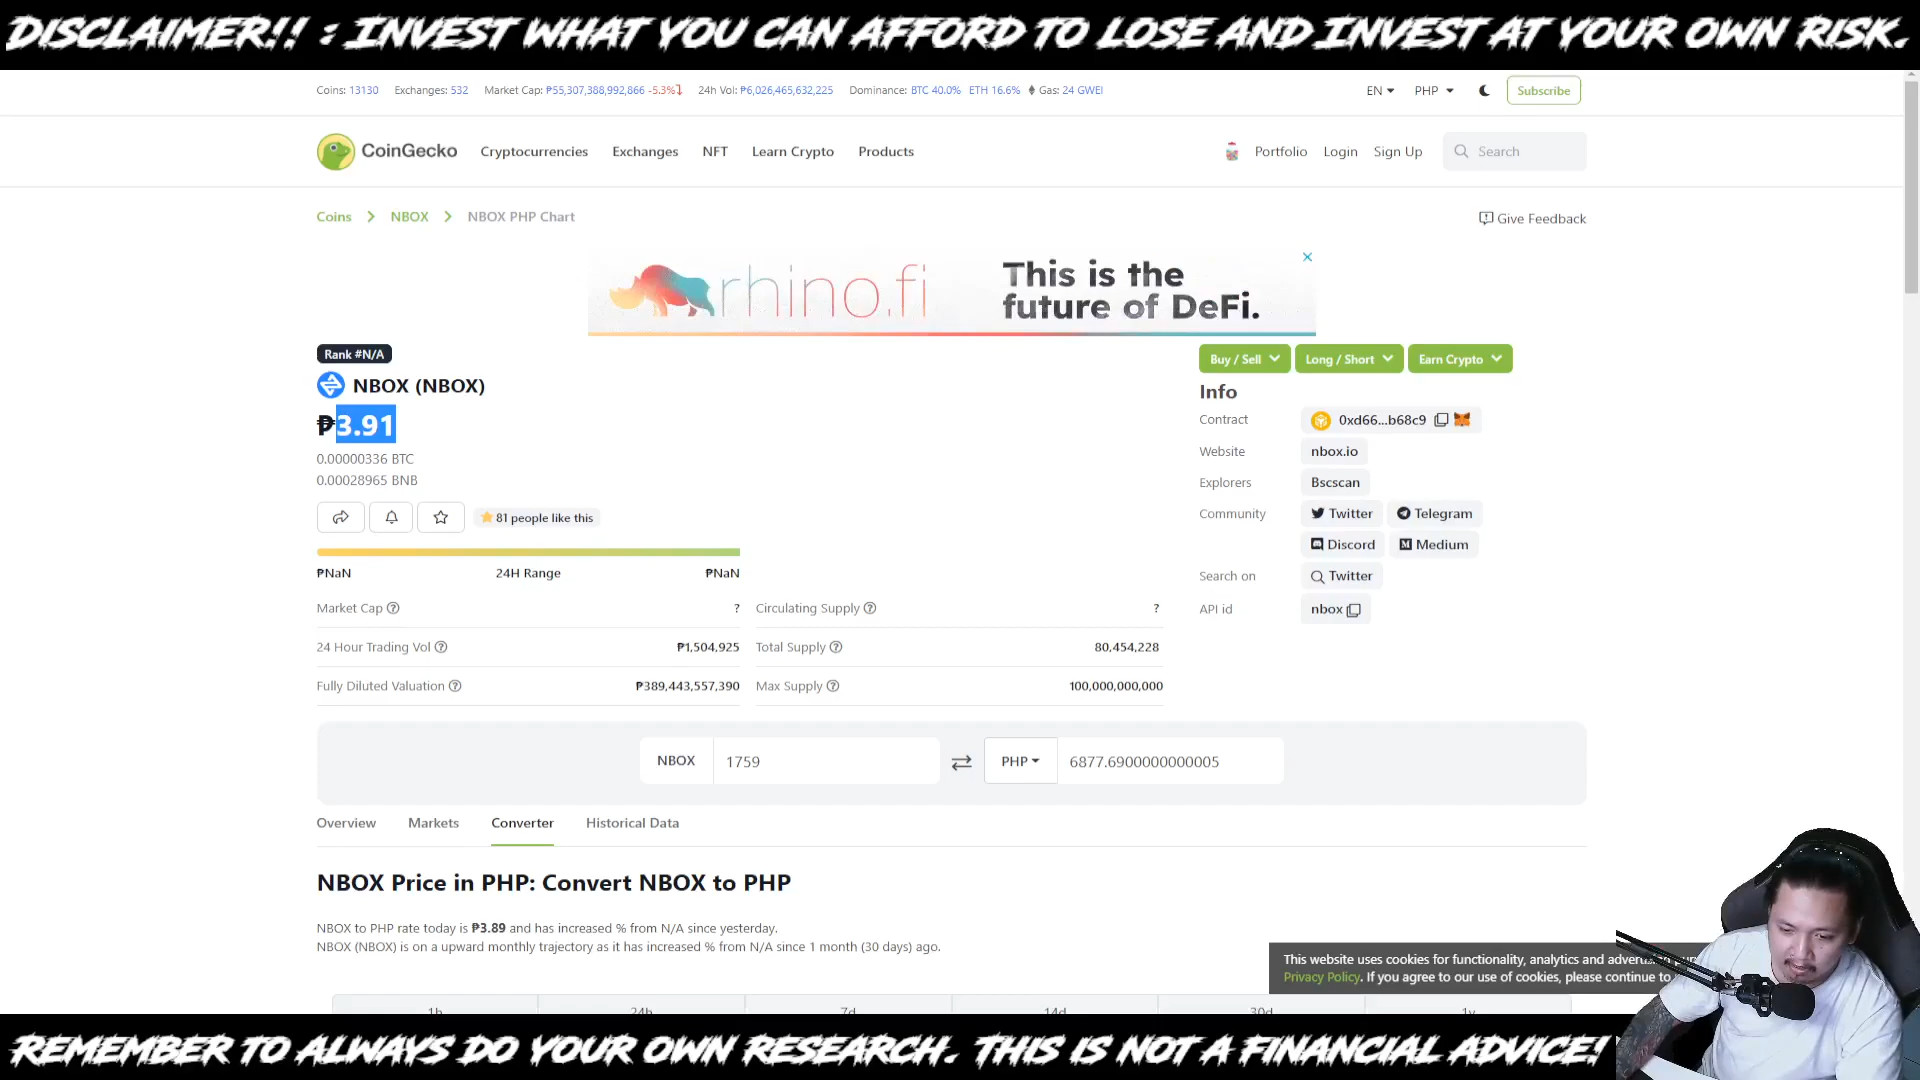 DISCLAIMER!! : INVEST WHAT YOU CAN AFFORD TO LOSE AND INVEST AT YOUR OWN RISK.
Coins: 13130 Exchanges: 532 Market Cap: ₱55,307,388,992,866 -5.3% 24h Vol: ₱6,026,465,632,225 Dominance: BTC 40.0% ETH 16.6% Gas: 24 GWEI EN PHP Subscribe
CoinGecko Cryptocurrencies Exchanges NFT Learn Crypto Products Portfolio Login Sign Up Search
Coins > NBOX > NBOX PHP Chart Give Feedback
rhino.fi This is the
future of DeFi.
Rank #N/A Buy / Sell Long / Short Earn Crypto
NBOX (NBOX) Info
₱3.91 Contract 0xd66...b68c9
Website nbox.io
0.00000336 BTC
0.00028965 BNB Explorers Bscscan
81 people like this Community Twitter Telegram
Discord Medium
₱NaN 24H Range ₱NaN Search on Twitter
Market Cap ? Circulating Supply ? API id nbox
24 Hour Trading Vol ₱1,504,925 Total Supply 80,454,228
Fully Diluted Valuation ₱389,443,557,390 Max Supply 100,000,000,000
NBOX 1759 PHP 6877.6900000000005
Overview Markets Converter Historical Data
NBOX Price in PHP: Convert NBOX to PHP
NBOX to PHP rate today is ₱3.89 and has increased % from N/A since yesterday.
NBOX (NBOX) is on a upward monthly trajectory as it has increased % from N/A since 1 month (30 days) ago.
This website uses cookies for functionality, analytics and
Privacy Policy. If you agree to our use of cookies, please continue to
1h 24h 7d 14d 30d 1y
REMEMBER TO ALWAYS DO YOUR OWN RESEARCH. THIS IS NOT A FINANCIAL ADVICE!